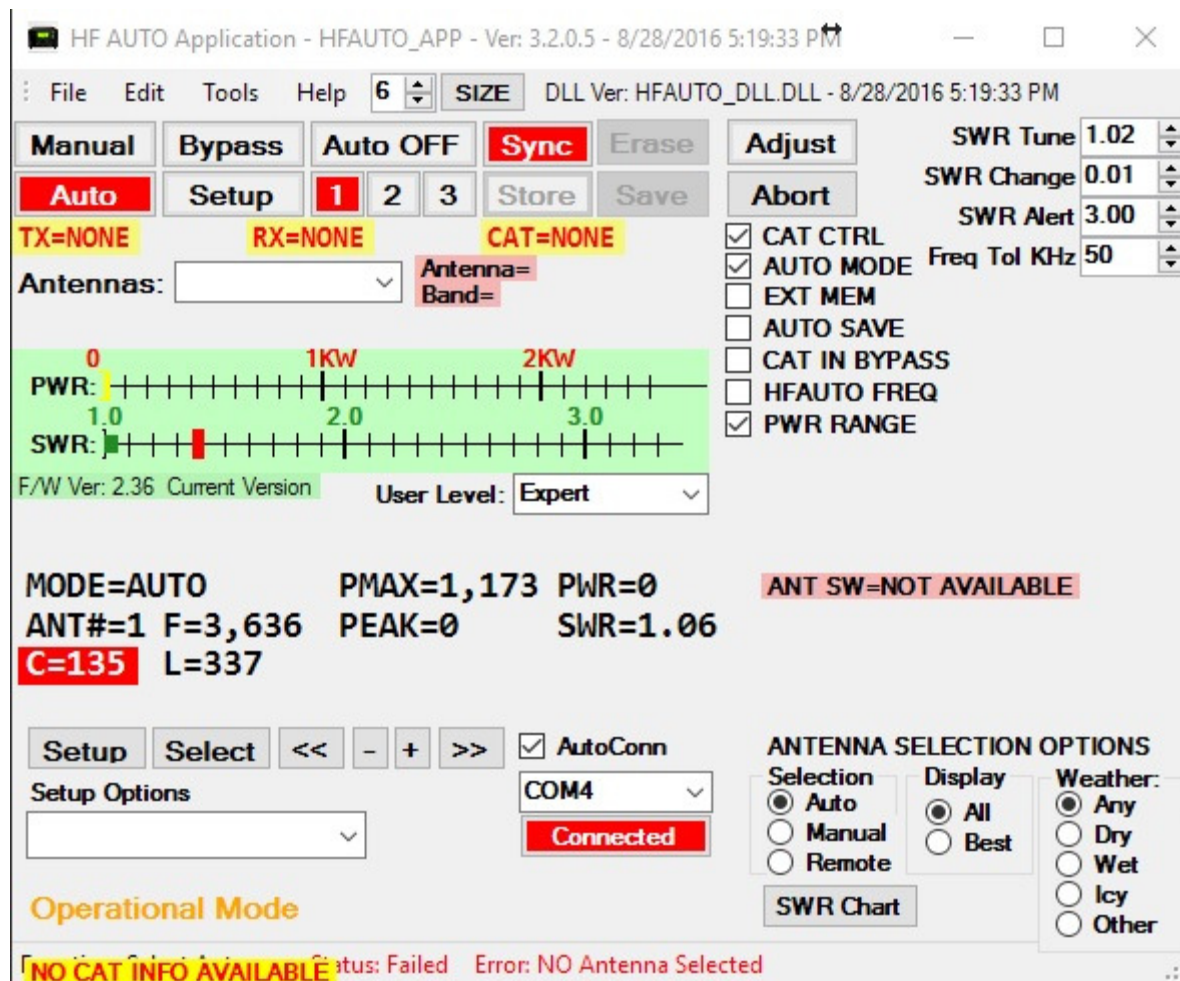 HF AUTO Application - HFAUTO_APP - Ver: 3.2.0.5 - 8/28/2016 5:19:33 PM
File Edit Tools Help 6 SIZE DLL Ver: HFAUTO_DLL.DLL - 8/28/2016 5:19:33 PM
Manual Bypass Auto OFF Sync Erase Adjust SWR Tune 1.02
Auto Setup 1 2 3 Store Save Abort SWR Change 0.01
SWR Alert 3.00
TX=NONE RX=NONE CAT=NONE CAT CTRL
Antennas: Antenna= AUTO MODE Freq Tol KHz 50
Band= EXT MEM
AUTO SAVE
0 1KW 2KW CAT IN BYPASS
PWR: HFAUTO FREQ
1.0 2.0 3.0 PWR RANGE
SWR:
F/W Ver: 2.36 Current Version User Level: Expert
MODE=AUTO PMAX=1,173 PWR=0 ANT SW=NOT AVAILABLE
ANT#=1 F=3,636 PEAK=0 SWR=1.06
C=135 L=337
Setup Select << - + >> AutoConn ANTENNA SELECTION OPTIONS
Setup Options COM4 Selection Display Weather:
Auto All Any
Connected Manual Best Dry
Remote Wet
Operational Mode SWR Chart Icy
Other
NO CAT INFO AVAILABLE Status: Failed Error: NO Antenna Selected